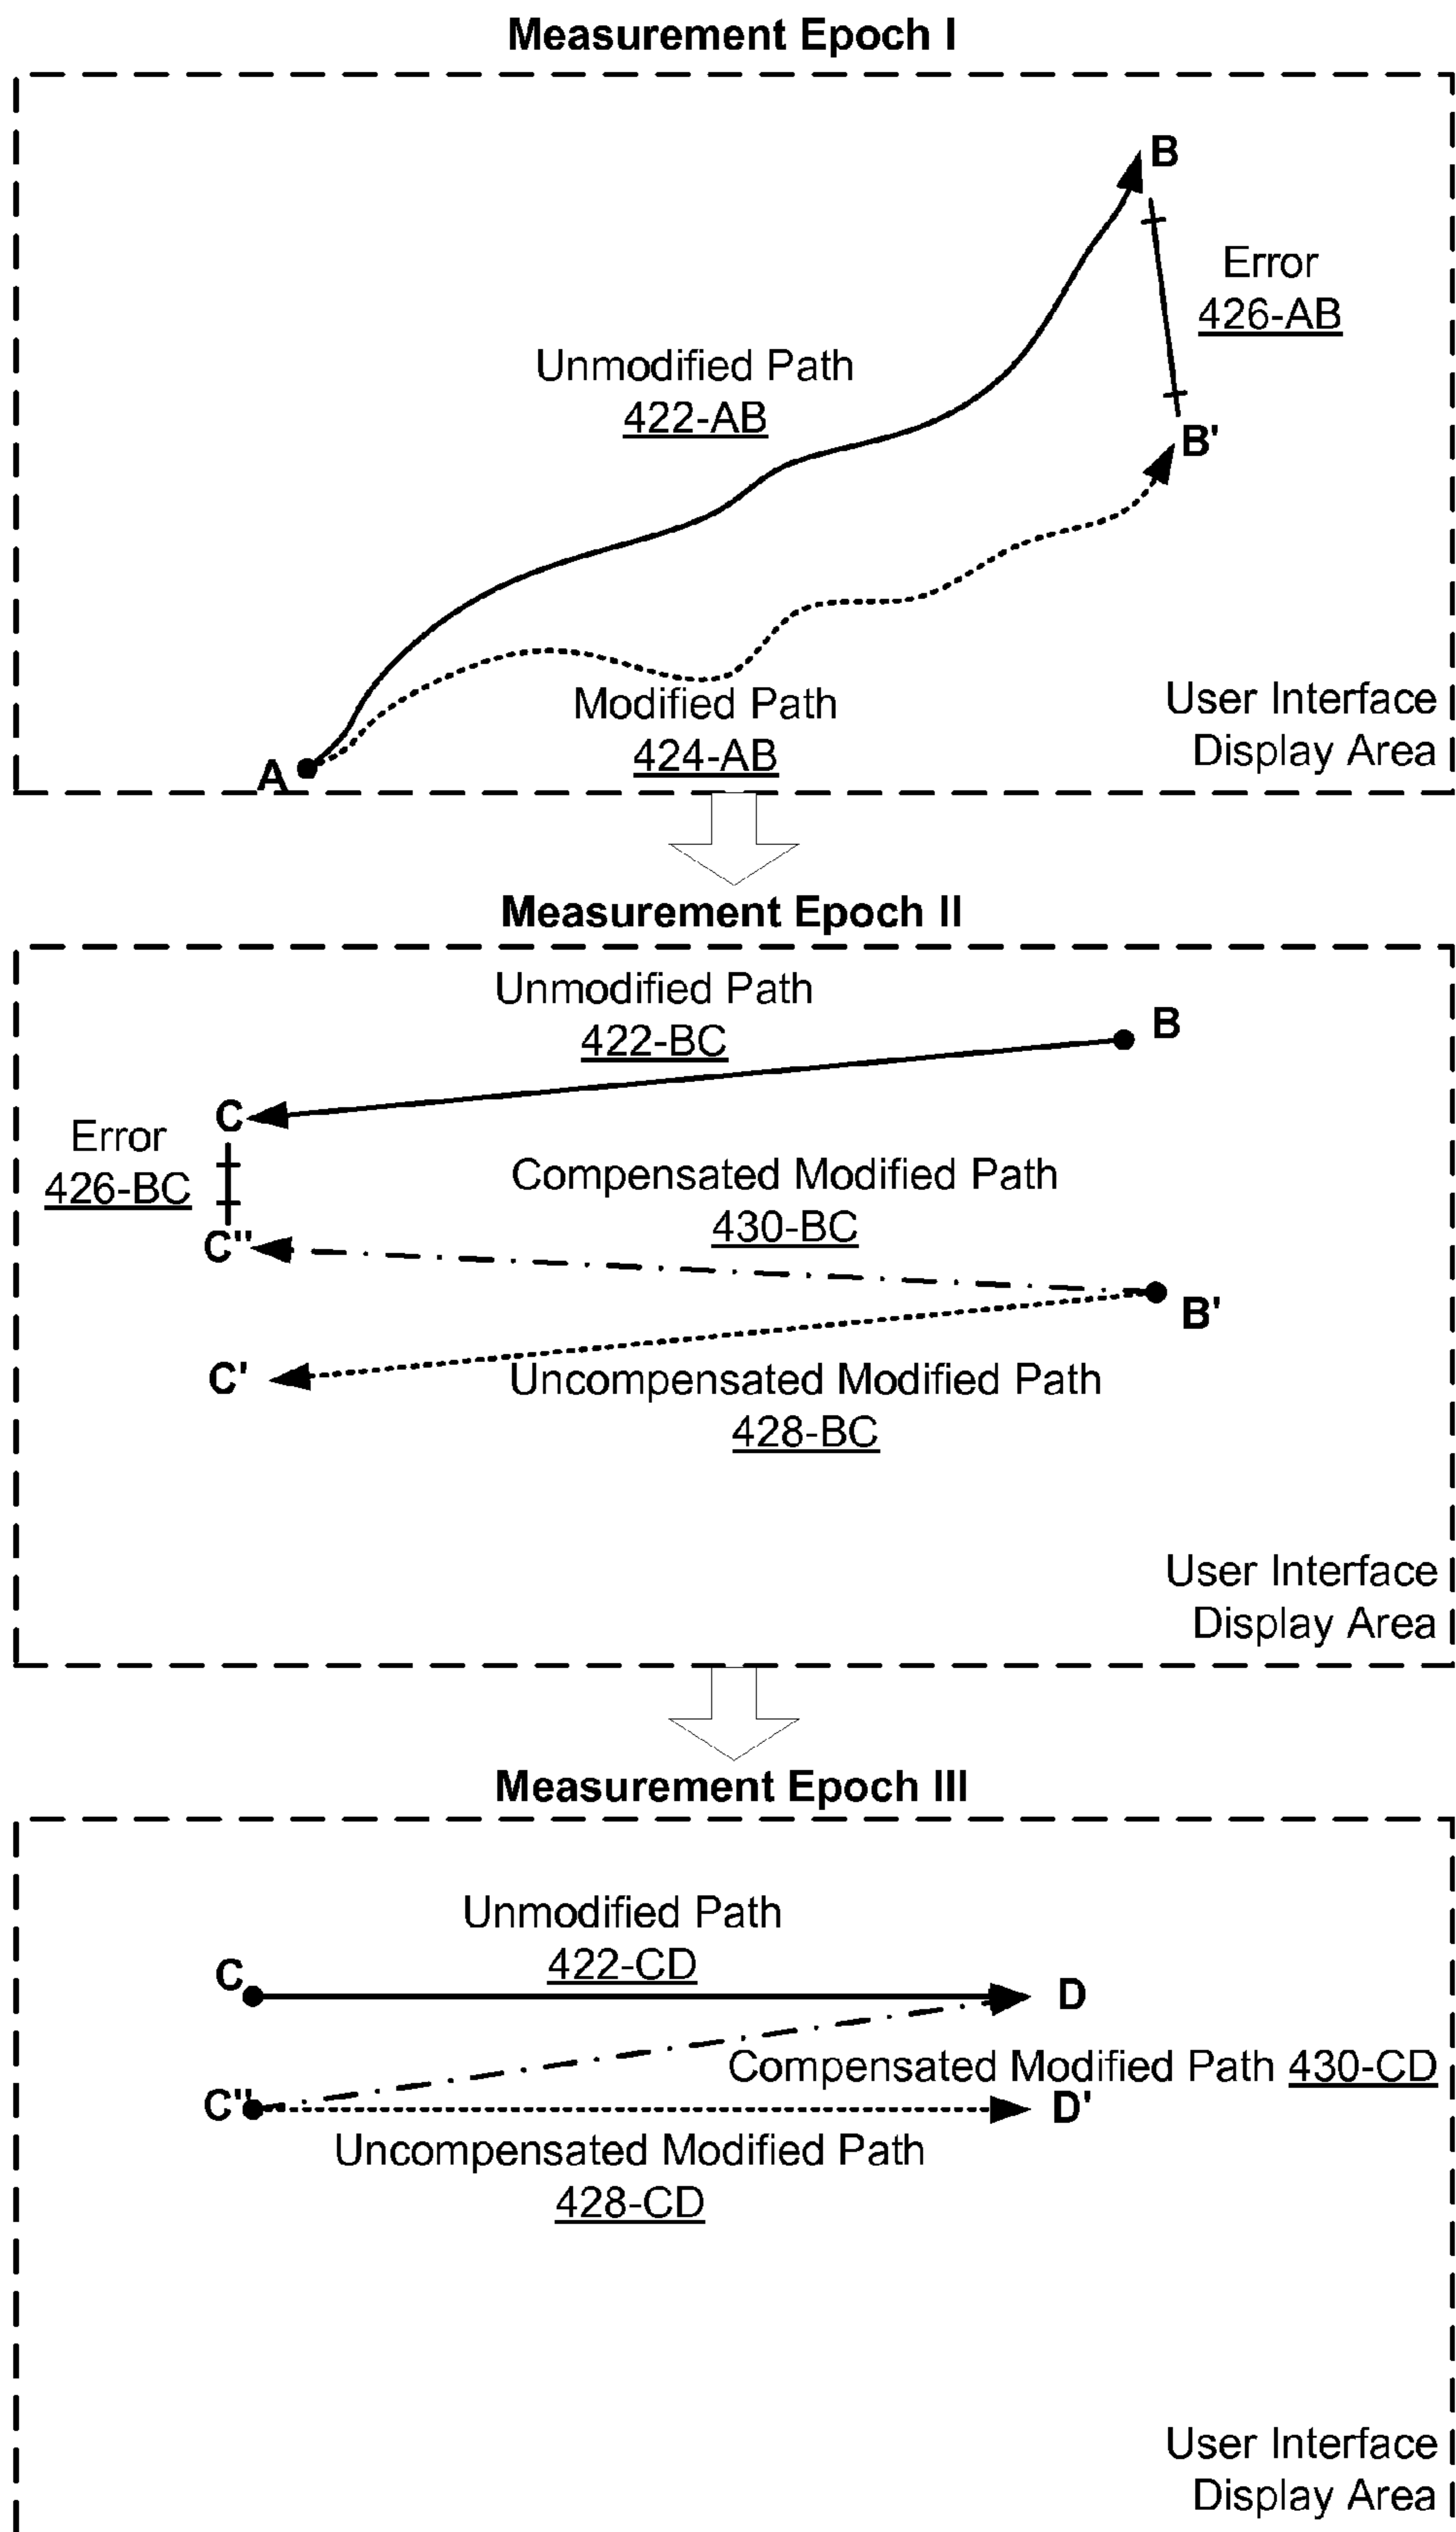 Measurement Epoch I
B
Error
426-AB
Unmodified Path
422-AB
B'
Modified Path
424-AB
A
User Interface
Display Area
Measurement Epoch II
Unmodified Path
422-BC
B
C
Error
426-BC
Compensated Modified Path
430-BC
C"
B'
C'
Uncompensated Modified Path
428-BC
User Interface
Display Area
Measurement Epoch III
Unmodified Path
422-CD
C
D
Compensated Modified Path 430-CD
C"
D'
Uncompensated Modified Path
428-CD
User Interface
Display Area